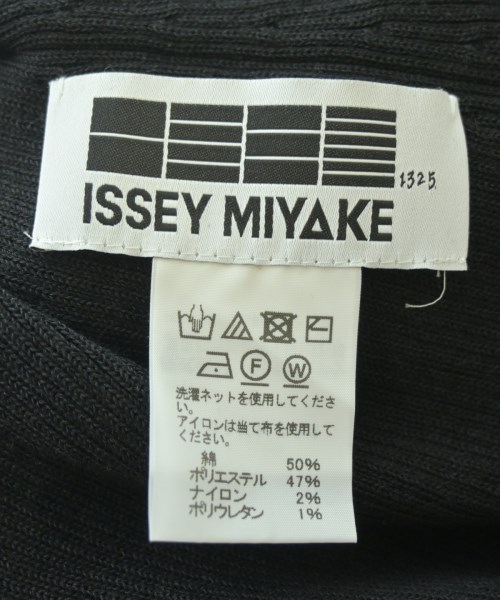 1325.
ISSEY MIYAKE
F
W
洗濯ネットを使用してくださ
い。
アイロンは当て布を使用して
ください。
綿 50%
ポリエステル 47%
ナイロン 2%
ポリウレタン 1%